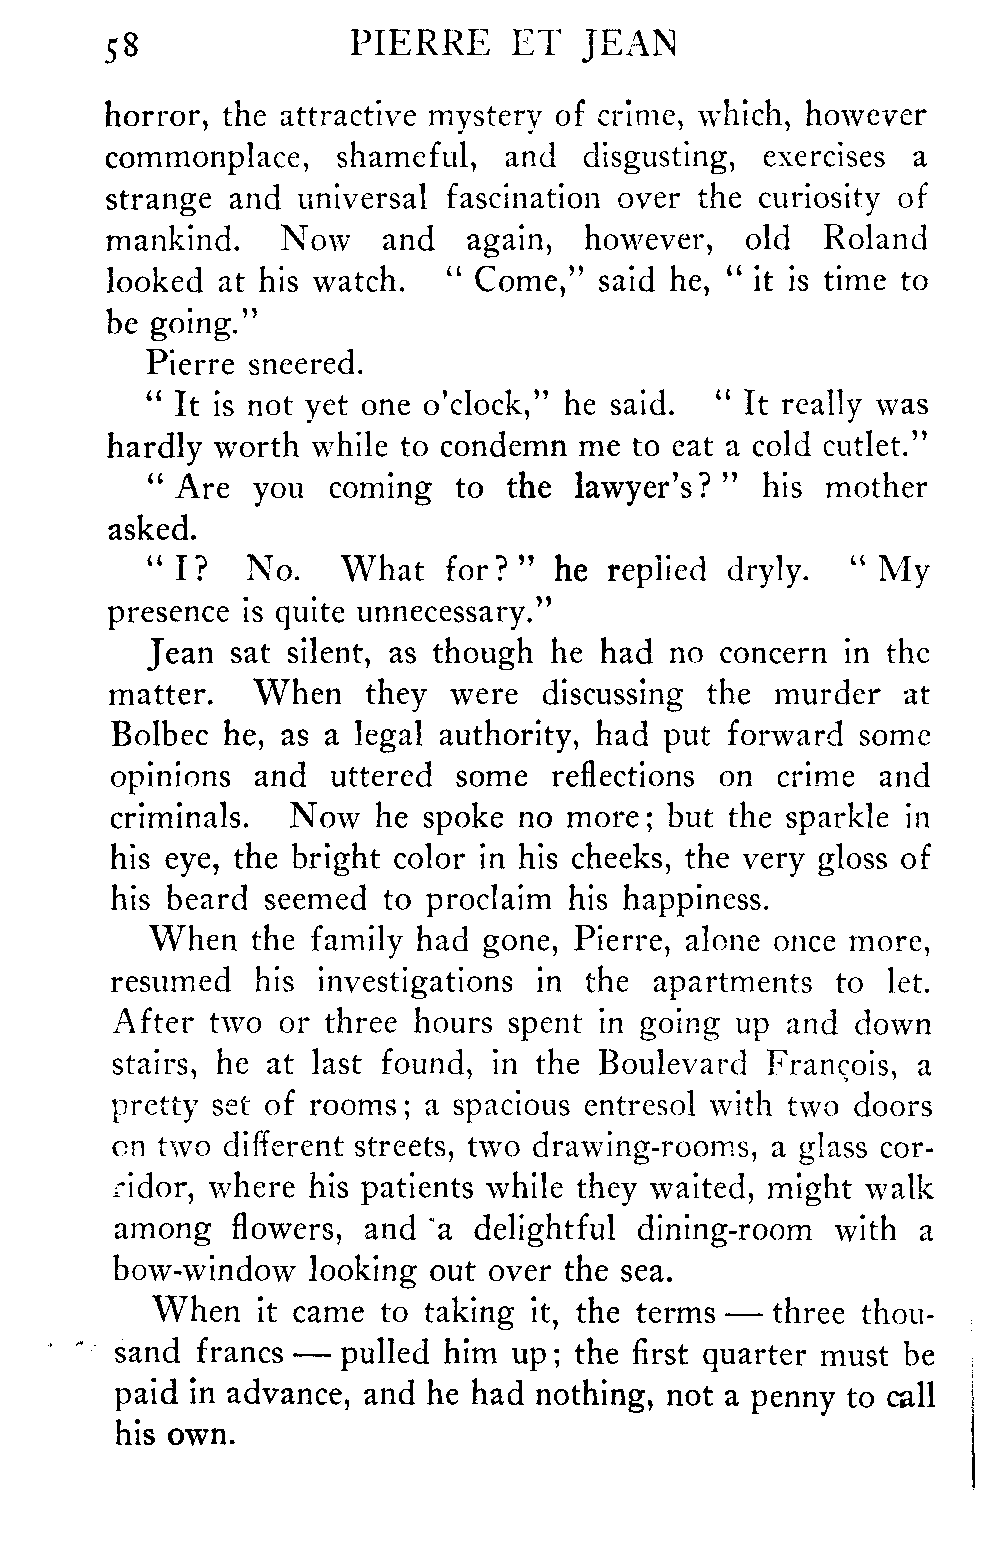 58 PIERRE ET JEAN
horror, the attractive mystery of crime, which, however
commonplace, shameful, and disgusting, exercises a
strange and universal fascination over the curiosity of
mankind. Now and again, however, old Roland
looked at his watch. " Come," said he, " it is time to
be going."
Pierre sneered.
" It is not yet one o'clock," he said. " It really was
hardly worth while to condemn me to eat a cold cutlet."
" Are you coming to the lawyer's? " his mother
asked.
" I? No. What for? " he replied dryly. " My
presence is quite unnecessary."
Jean sat silent, as though he had no concern in the
matter. When they were discussing the murder at
Bolbec he, as a legal authority, had put forward some
opinions and uttered some reflections on crime and
criminals. Now he spoke no more; but the sparkle in
his eye, the bright color in his cheeks, the very gloss of
his beard seemed to proclaim his happiness.
When the family had gone, Pierre, alone once more,
resumed his investigations in the apartments to let.
After two or three hours spent in going up and down
stairs, he at last found, in the Boulevard François, a
pretty set of rooms; a spacious entresol with two doors
on two different streets, two drawing-rooms, a glass cor-
ridor, where his patients while they waited, might walk
among flowers, and a delightful dining-room with a
bow-window looking out over the sea.
When it came to taking it, the terms — three thou-
sand francs — pulled him up; the first quarter must be
paid in advance, and he had nothing, not a penny to call
his own.